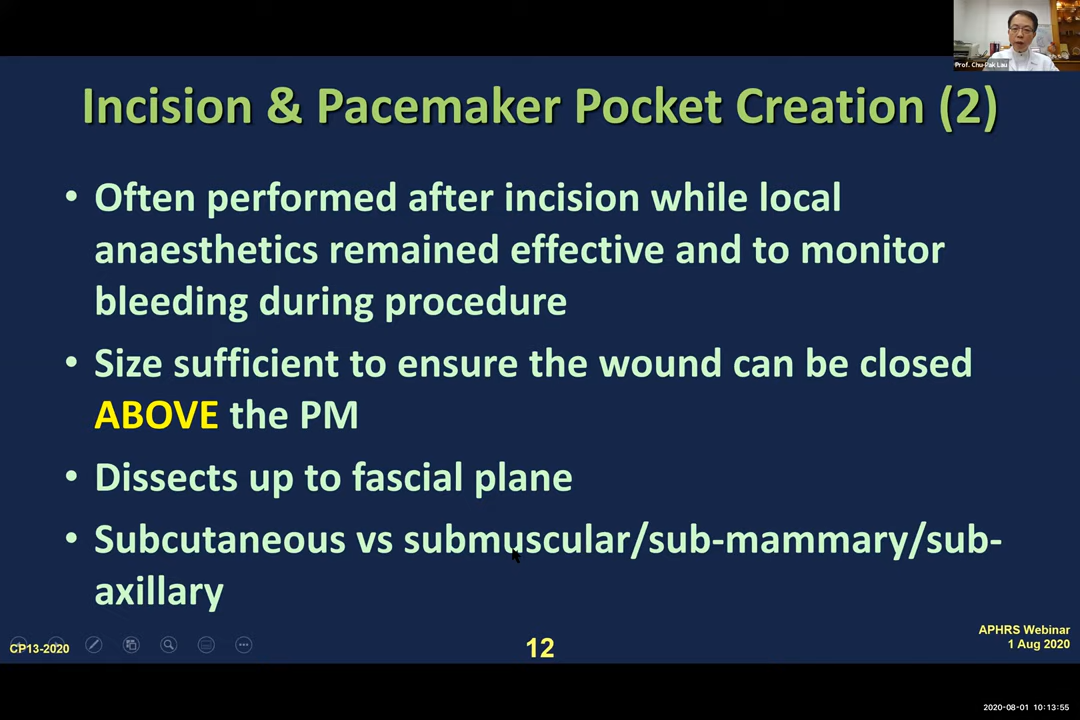 Prof. Chu-Pak Lau
Incision & Pacemaker Pocket Creation (2)
• Often performed after incision while local
anaesthetics remained effective and to monitor
bleeding during procedure
• Size sufficient to ensure the wound can be closed
ABOVE the PM
• Dissects up to fascial plane
• Subcutaneous vs submuscular/sub-mammary/sub-
axillary
CP13-2020
12
APHRS Webinar
1 Aug 2020
2020-08-01 10:13:55